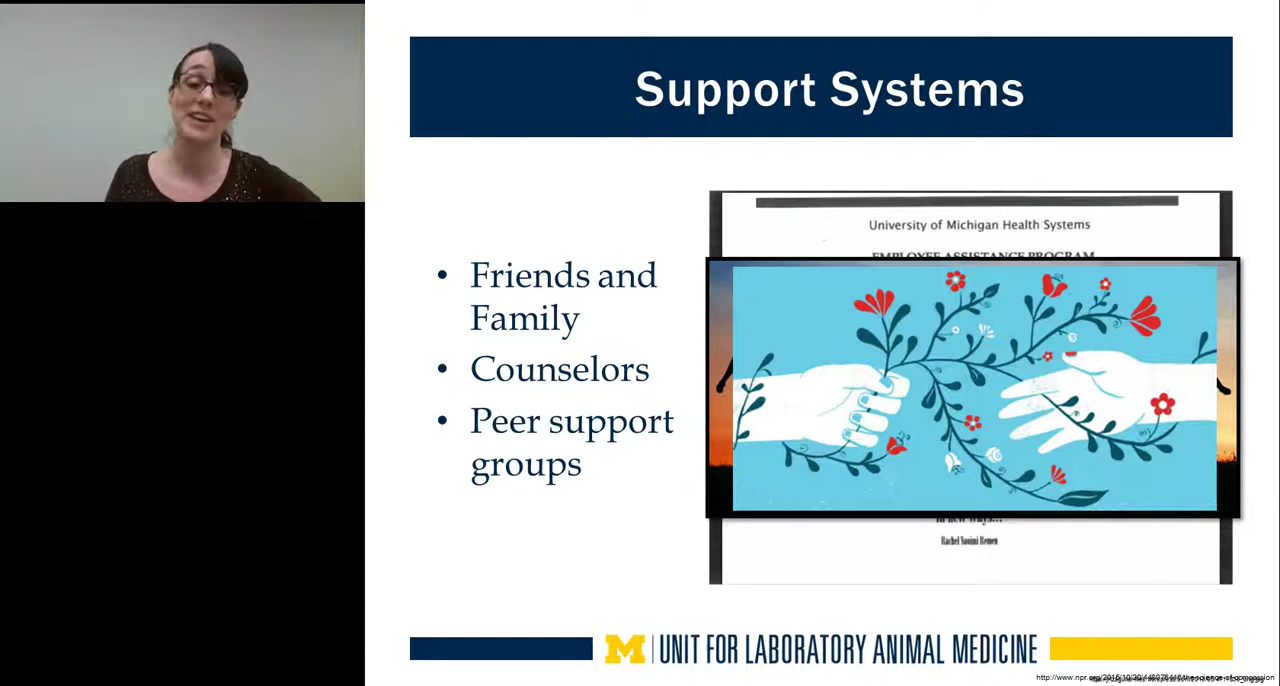 Support Systems
• Friends and
Family
• Counselors
• Peer support
groups
University of Michigan Health Systems
EMPLOYEE ASSISTANCE PROGRAM
in new ways...
Rachel Naomi Remen
M UNIT FOR LABORATORY ANIMAL MEDICINE